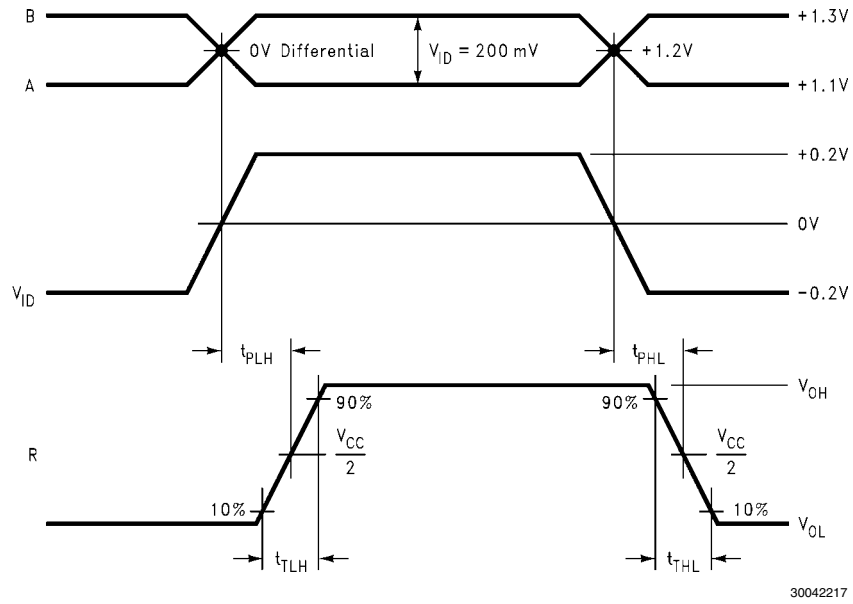 B
+1.3V
0V Differential
V_ID = 200 mV
+1.2V
A
+1.1V
+0.2V
0V
V_ID
-0.2V
t_PLH
t_PHL
V_OH
90%
90%
R
V_CC/2
V_CC/2
10%
10%
V_OL
t_TLH
t_THL
30042217